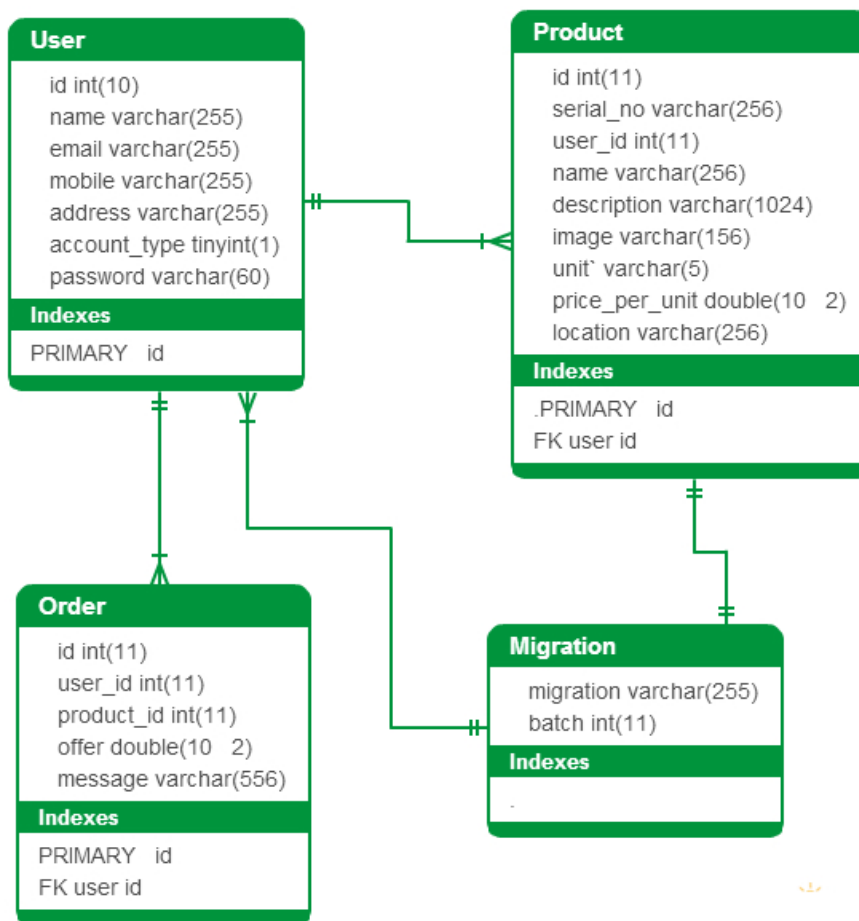 User
id int(10)
name varchar(255)
email varchar(255)
mobile varchar(255)
address varchar(255)
account_type tinyint(1)
password varchar(60)
Indexes
PRIMARY id
Product
id int(11)
serial_no varchar(256)
user_id int(11)
name varchar(256)
description varchar(1024)
image varchar(156)
unit` varchar(5)
price_per_unit double(10 2)
location varchar(256)
Indexes
.PRIMARY id
FK user id
Order
id int(11)
user_id int(11)
product_id int(11)
offer double(10 2)
message varchar(556)
Indexes
PRIMARY id
FK user id
Migration
migration varchar(255)
batch int(11)
Indexes
.